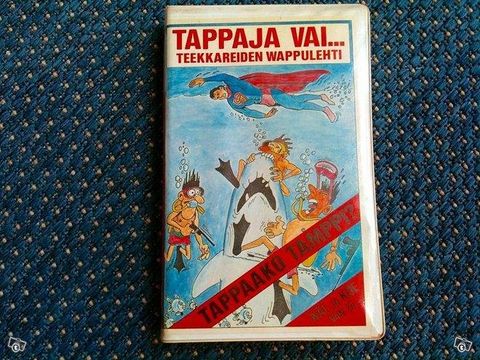 TAPPAJA VAI...
TEEKKAREIDEN WAPPULEHTI
TAPPAAKO TAMPPI?